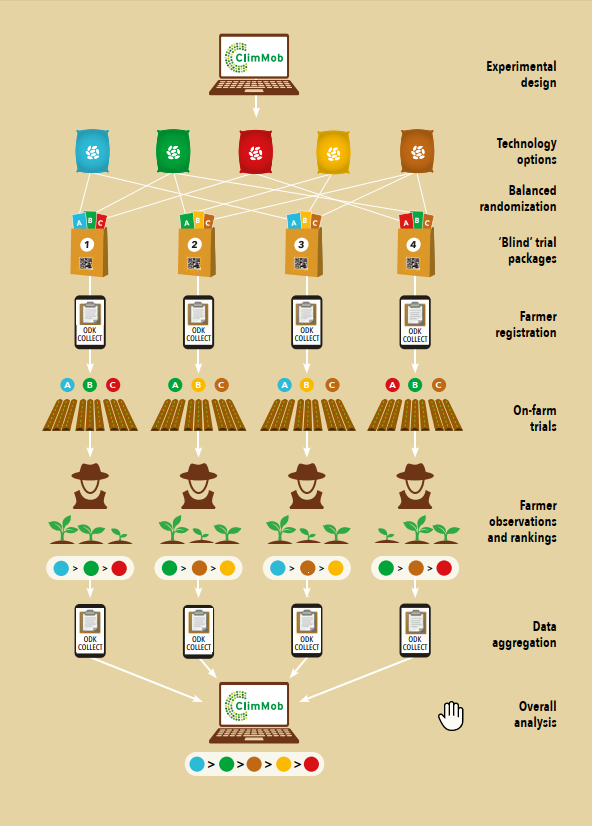 ClimMob
Experimental
design
Technology
options
Balanced
randomization
A B C
A B C
A B C
A B C
1
2
3
4
'Blind' trial
packages
ODK
COLLECT
ODK
COLLECT
ODK
COLLECT
ODK
COLLECT
Farmer
registration
A B C
A B C
A B C
A B C
On-farm
trials
Farmer
observations
and rankings
> >
> >
> >
> >
ODK
COLLECT
ODK
COLLECT
ODK
COLLECT
ODK
COLLECT
Data
aggregation
ClimMob
Overall
analysis
> > > >